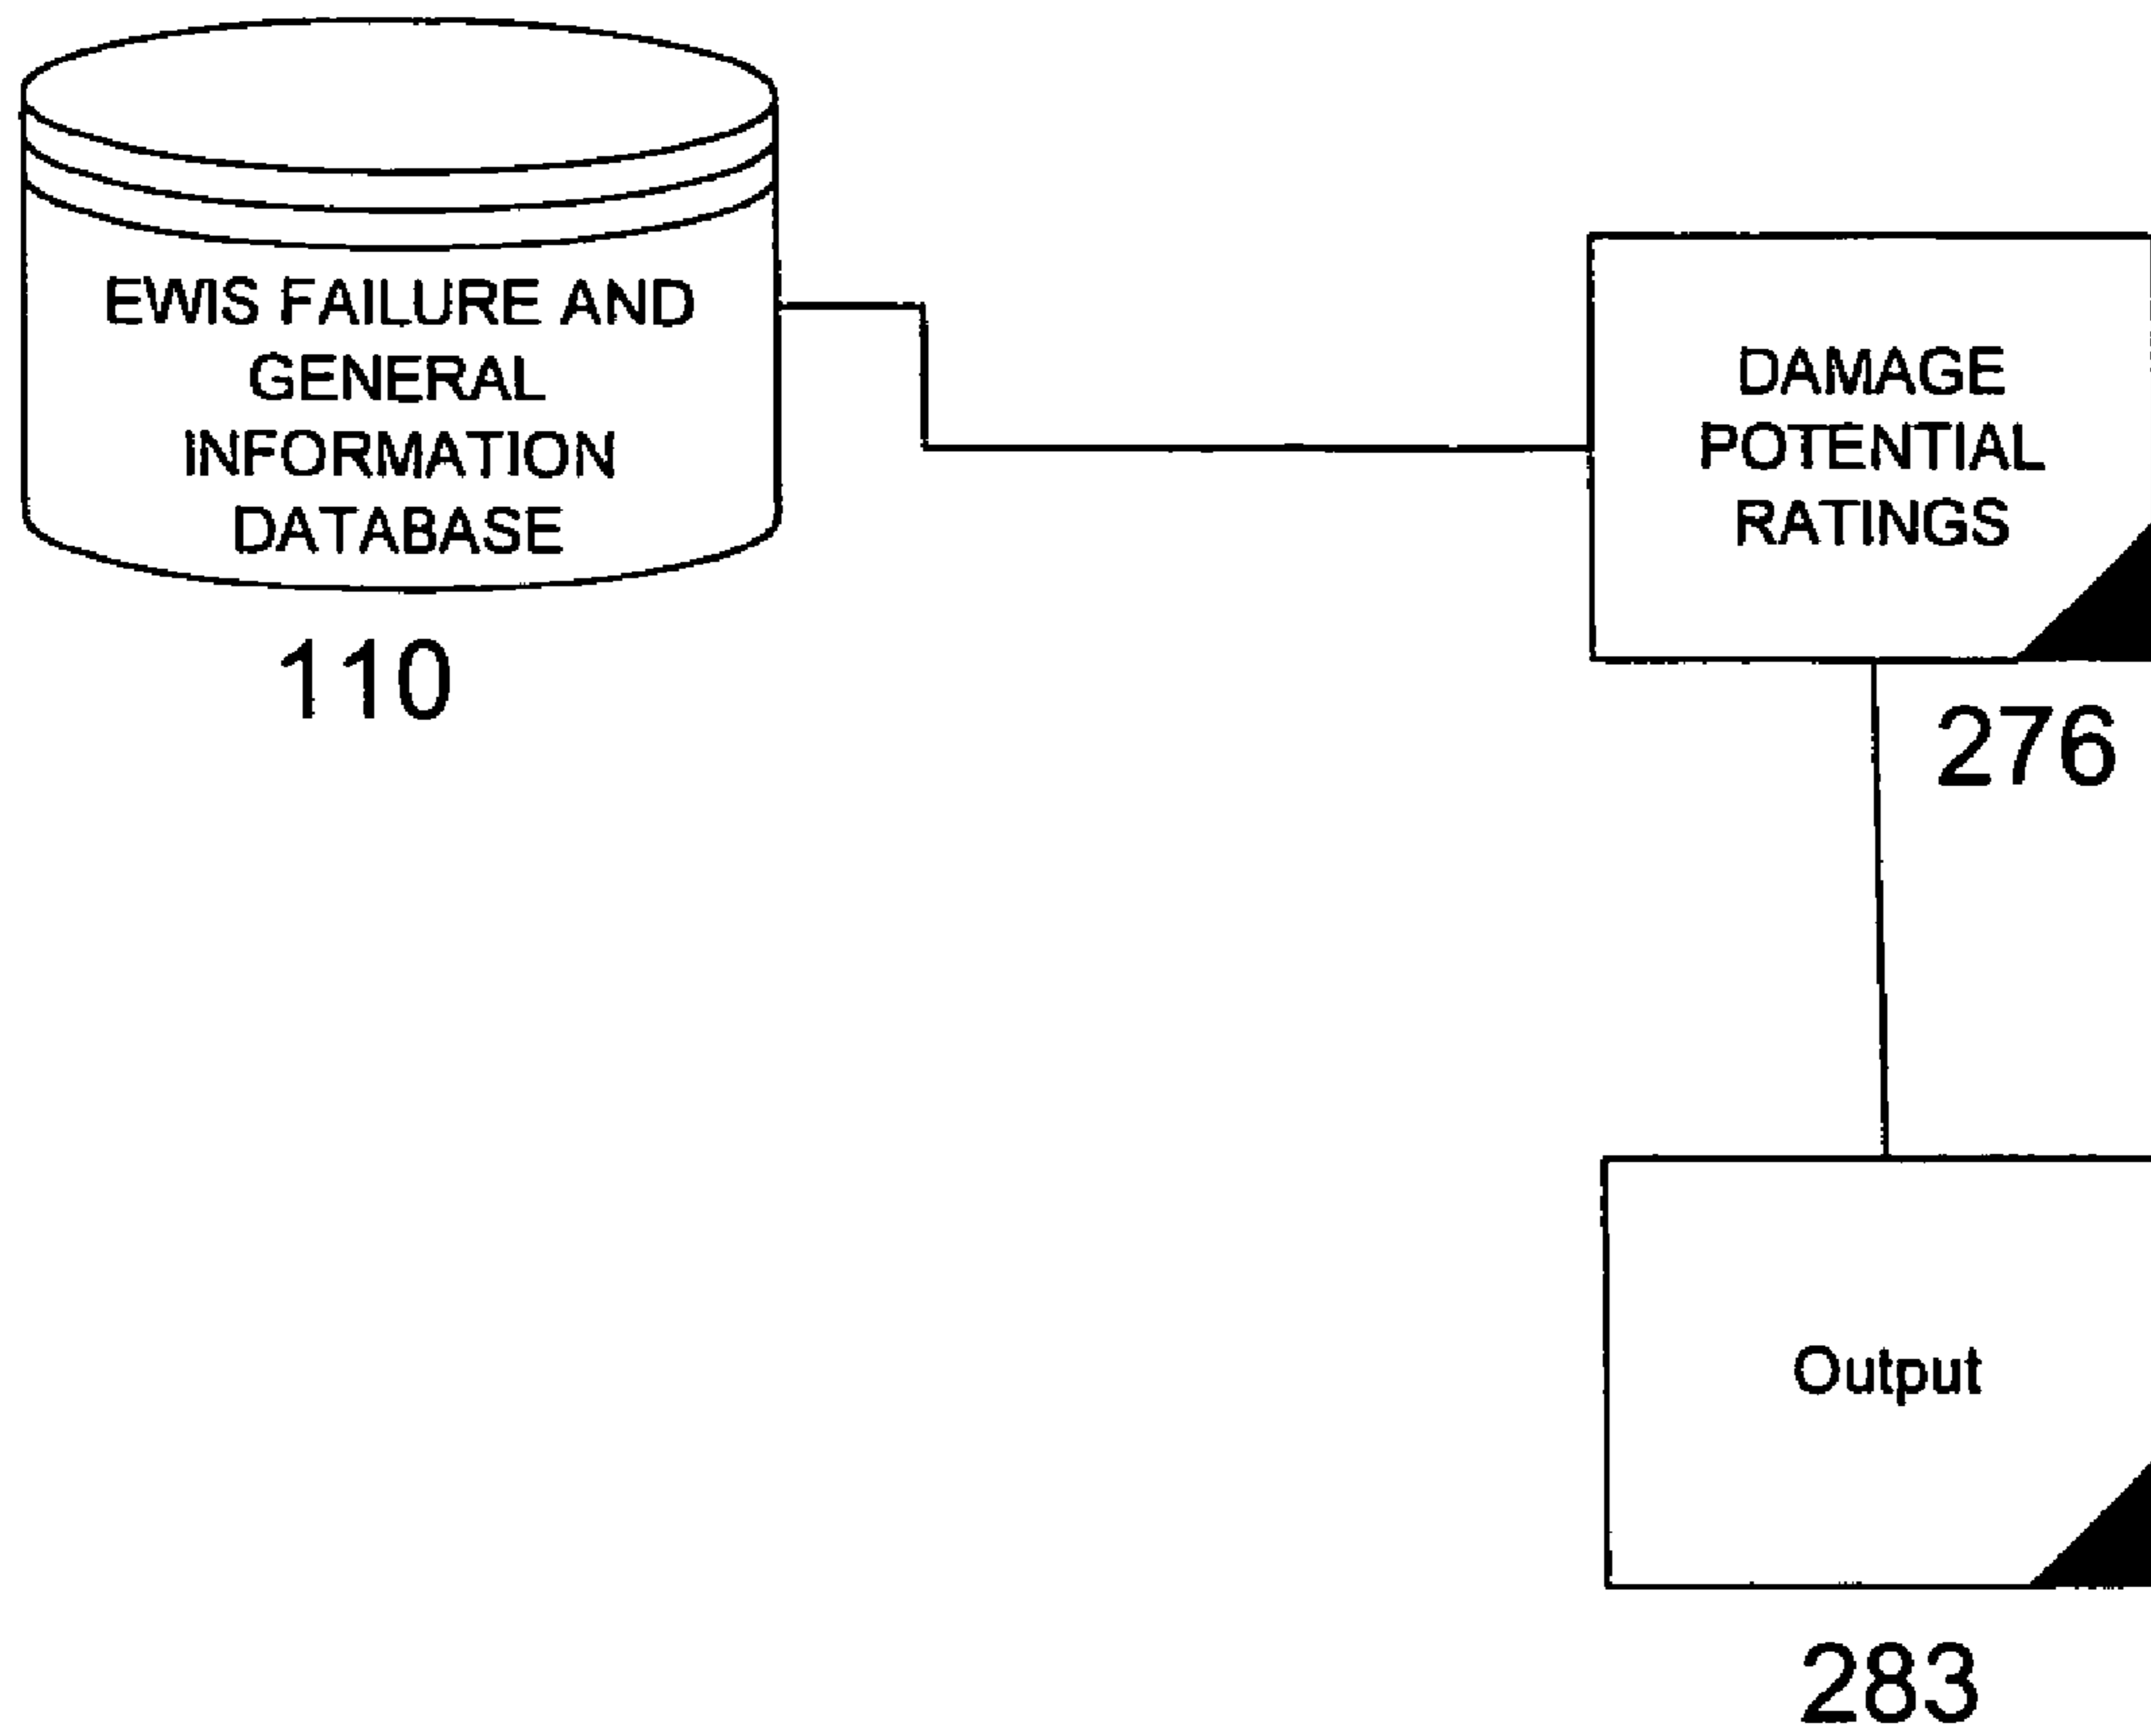 EWIS FAILURE AND
GENERAL
INFORMATION
DATABASE
110
DAMAGE
POTENTIAL
RATINGS
276
Output
283